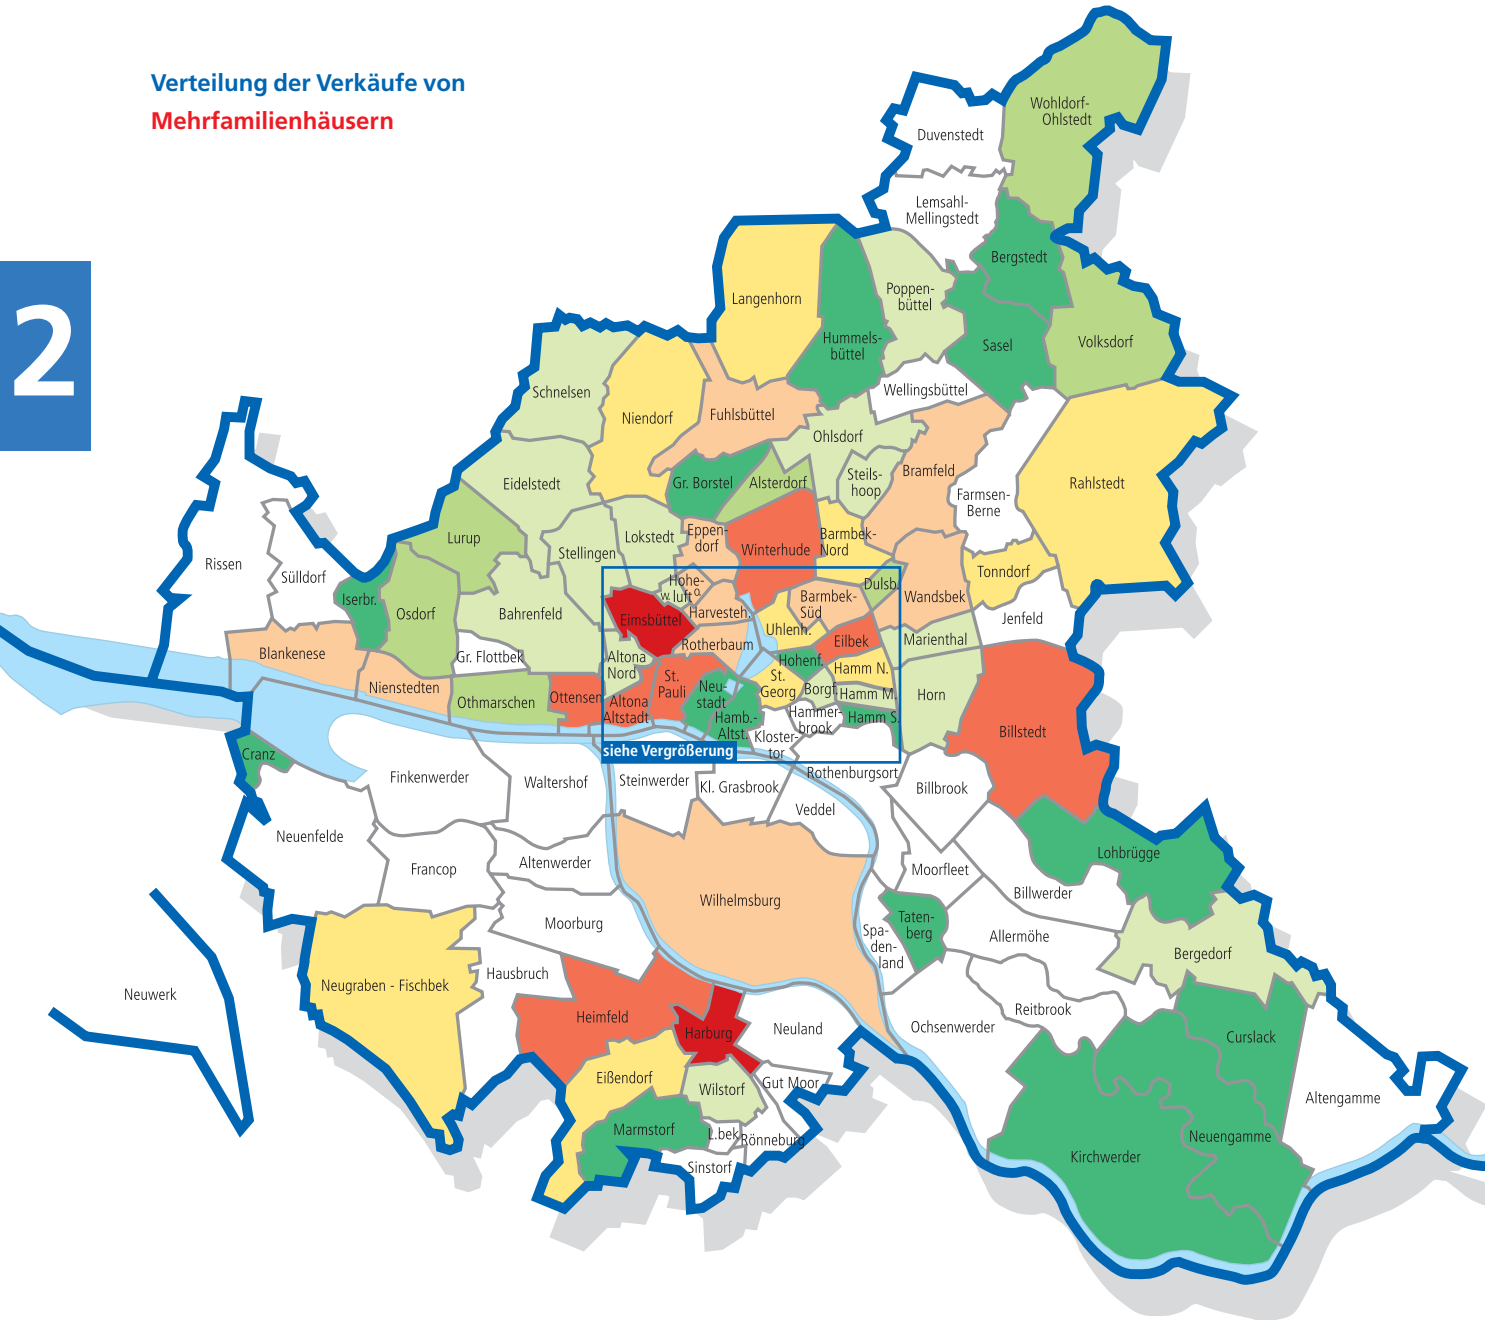 Verteilung der Verkäufe von
Mehrfamilienhäusern
2
Wohldorf-
Ohlstedt
Duvenstedt
Lemsahl-
Mellingstedt
Bergstedt
Poppen-
büttel
Langenhorn
Hummels-
büttel
Sasel
Volksdorf
Wellingsbüttel
Schnelsen
Niendorf
Fuhlsbüttel
Ohlsdorf
Eidelstedt
Gr. Borstel
Alsterdorf
Steils-
hoop
Bramfeld
Farmsen-
Berne
Rahlstedt
Lurup
Stellingen
Lokstedt
Eppen-
dorf
Winterhude
Barmbek-
Nord
Tonndorf
Rissen
Sülldorf
Iserbr.
Osdorf
Bahrenfeld
Eimsbüttel
Hohe-
w. luft o.
Harvesteh.
Barmbek-
Süd
Dulsb.
Wandsbek
Jenfeld
Blankenese
Gr. Flottbek
Altona
Nord
Rotherbaum
Uhlenh.
Eilbek
Marienthal
Nienstedten
Othmarschen
Ottensen
Altona
Altstadt
St.
Pauli
Neu-
stadt
Hamb.-
Altst.
St.
Georg
Hohenf.
Borgf.
Hamm N.
Hamm M.
Hamm S.
Horn
Billstedt
Hammer-
brook
Kloster-
tor
siehe Vergrößerung
Cranz
Finkenwerder
Waltershof
Steinwerder
Kl. Grasbrook
Rothenburgsort
Billbrook
Veddel
Neuenfelde
Francop
Altenwerder
Moorfleet
Lohbrügge
Billwerder
Wilhelmsburg
Moorburg
Spa-
den-
land
Taten-
berg
Allermöhe
Bergedorf
Neuwerk
Neugraben - Fischbek
Hausbruch
Heimfeld
Harburg
Neuland
Ochsenwerder
Reitbrook
Curslack
Eißendorf
Wilstorf
Gut Moor
Altengamme
Marmstorf
L.bek
Rönneburg
Sinstorf
Kirchwerder
Neuengamme